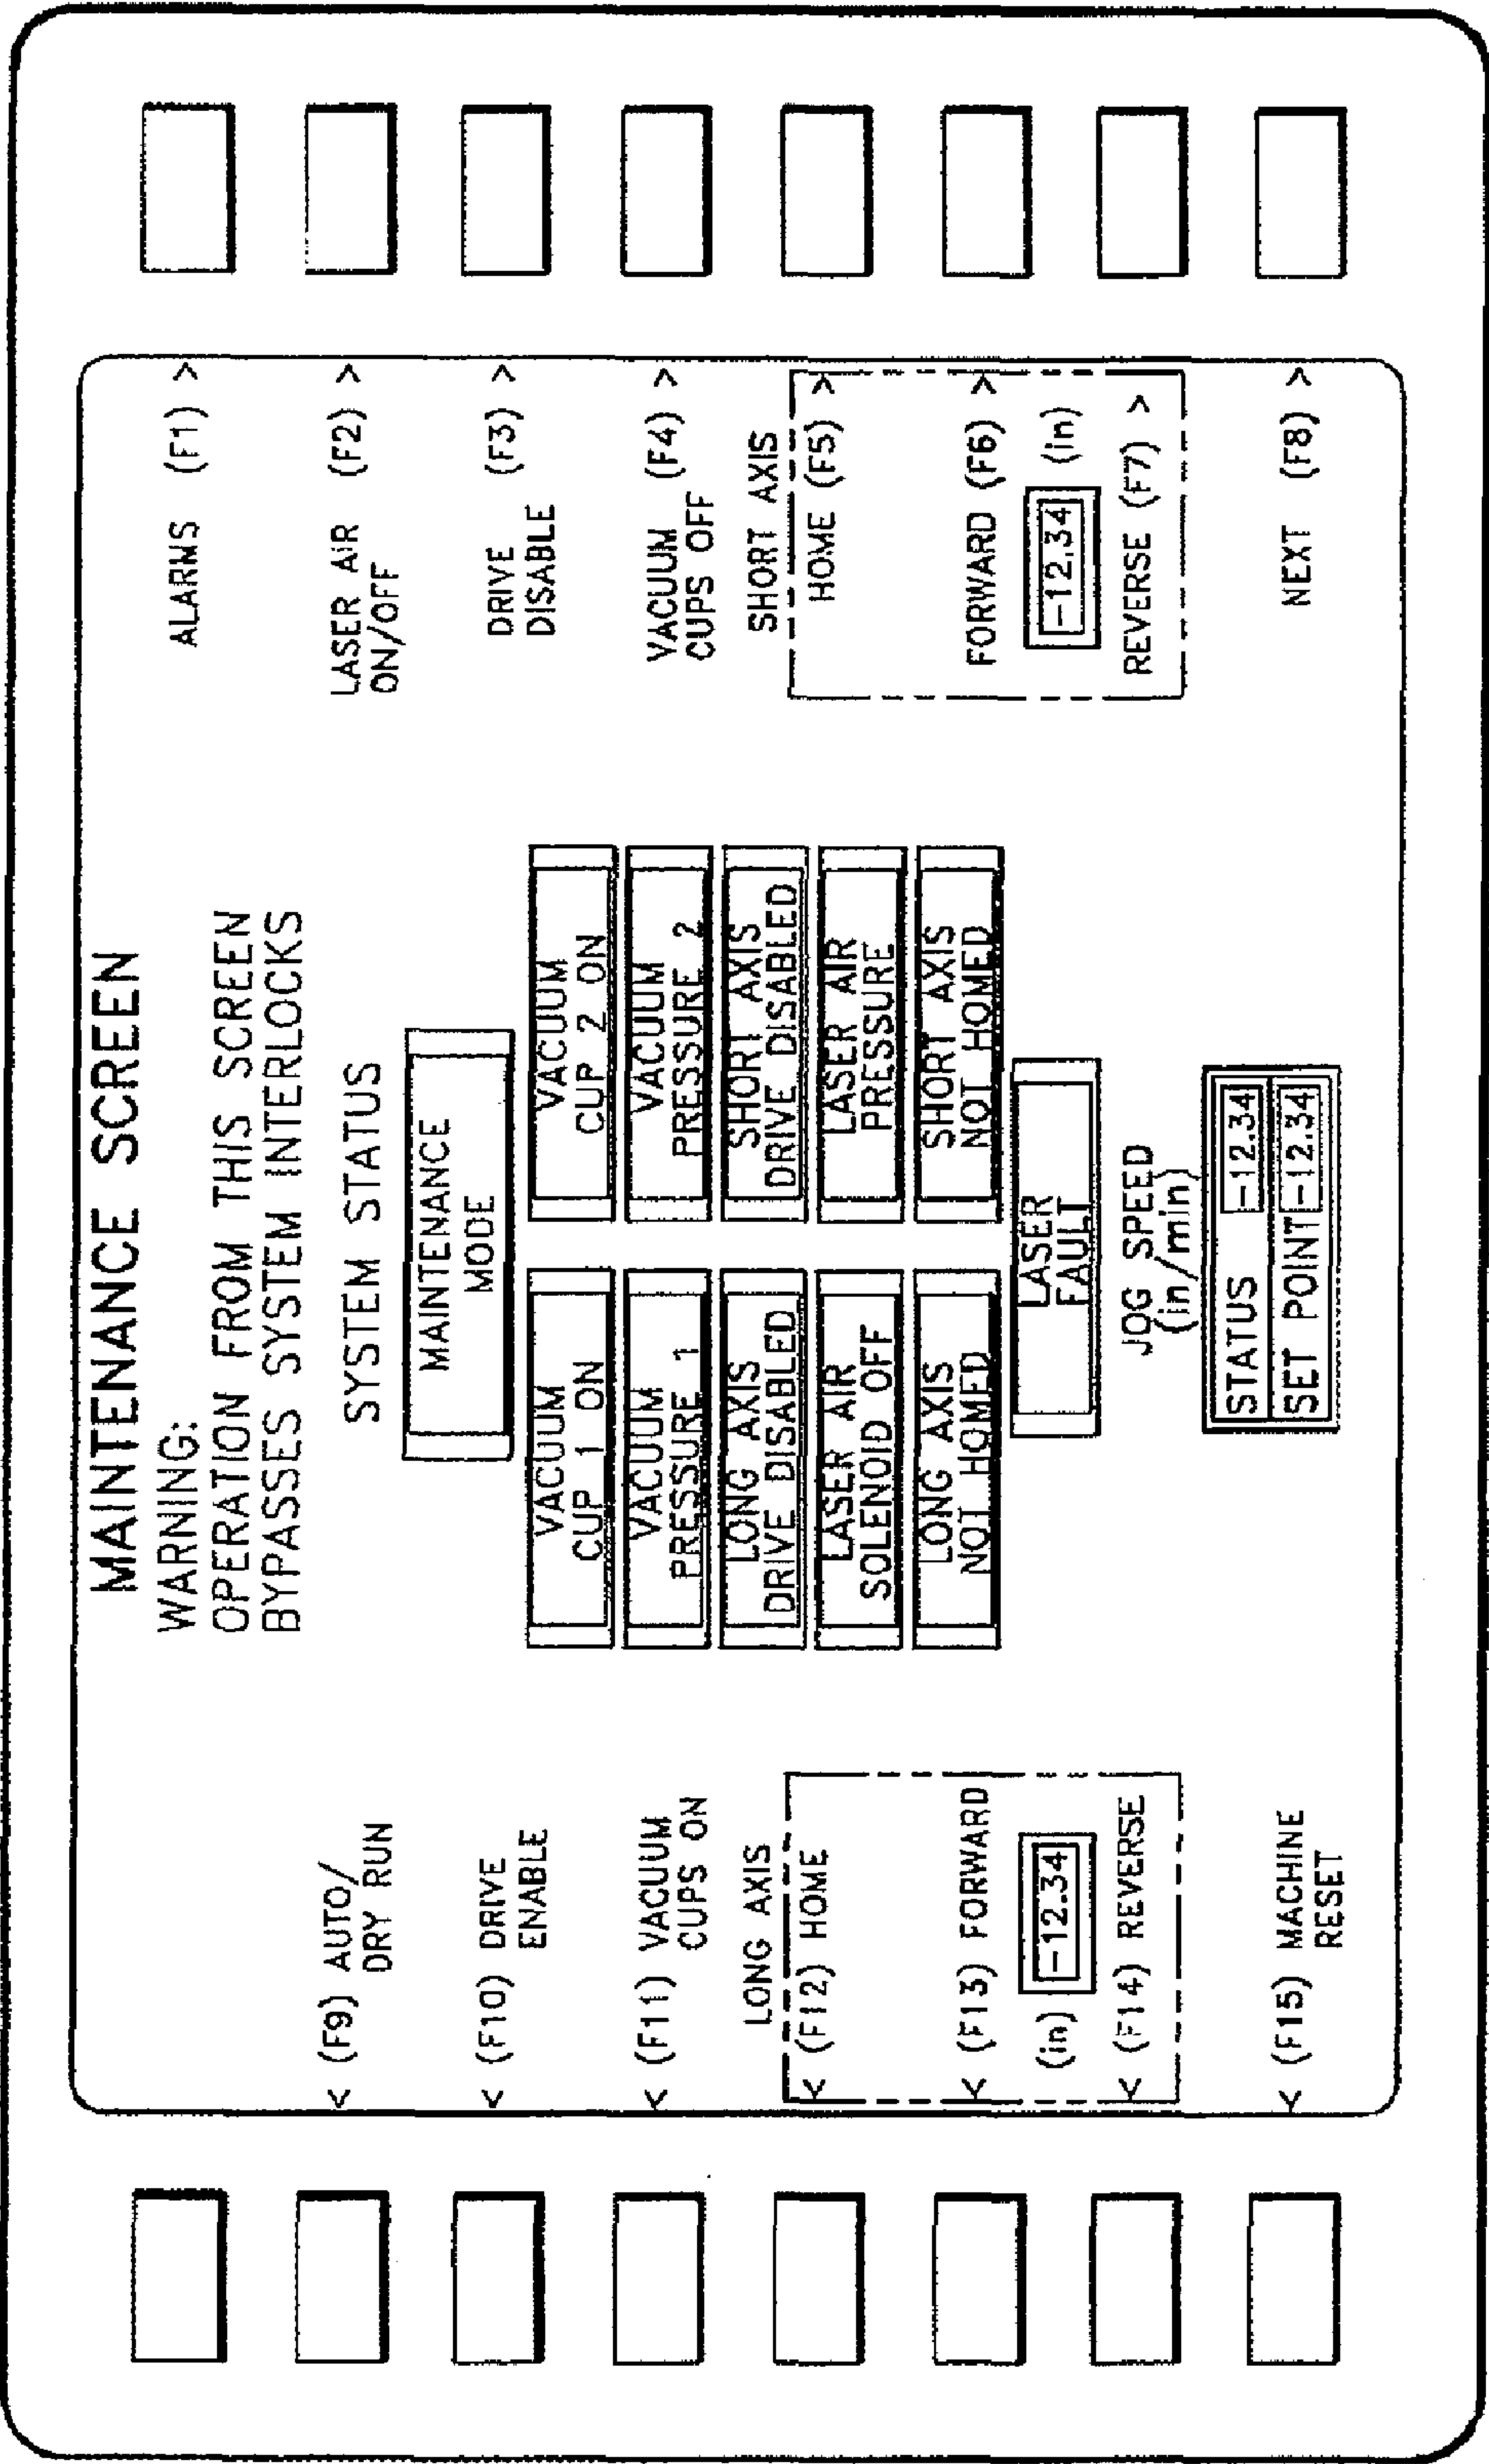 MAINTENANCE SCREEN
WARNING:
OPERATION FROM THIS SCREEN
BYPASSES SYSTEM INTERLOCKS
SYSTEM STATUS
MAINTENANCE
MODE
VACUUM
CUP 1 ON
VACUUM
CUP 2 ON
VACUUM
PRESSURE 1
VACUUM
PRESSURE 2
LONG AXIS
DRIVE DISABLED
SHORT AXIS
DRIVE DISABLED
LASER AIR
SOLENOID OFF
LASER AIR
PRESSURE
LONG AXIS
NOT HOMED
SHORT AXIS
NOT HOMED
LASER
FAULT
JOG SPEED
(in/min)
STATUS -12.34
SET POINT -12.34
< (F9) AUTO/
DRY RUN
< (F10) DRIVE
ENABLE
< (F11) VACUUM
CUPS ON
LONG AXIS
< (F12) HOME
< (F13) FORWARD
(in) -12.34
< (F14) REVERSE
< (F15) MACHINE
RESET
ALARMS (F1) >
LASER AIR (F2) >
ON/OFF
DRIVE (F3) >
DISABLE
VACUUM (F4) >
CUPS OFF
SHORT AXIS
HOME (F5) >
FORWARD (F6) >
-12.34 (in)
REVERSE (F7) >
NEXT (F8) >